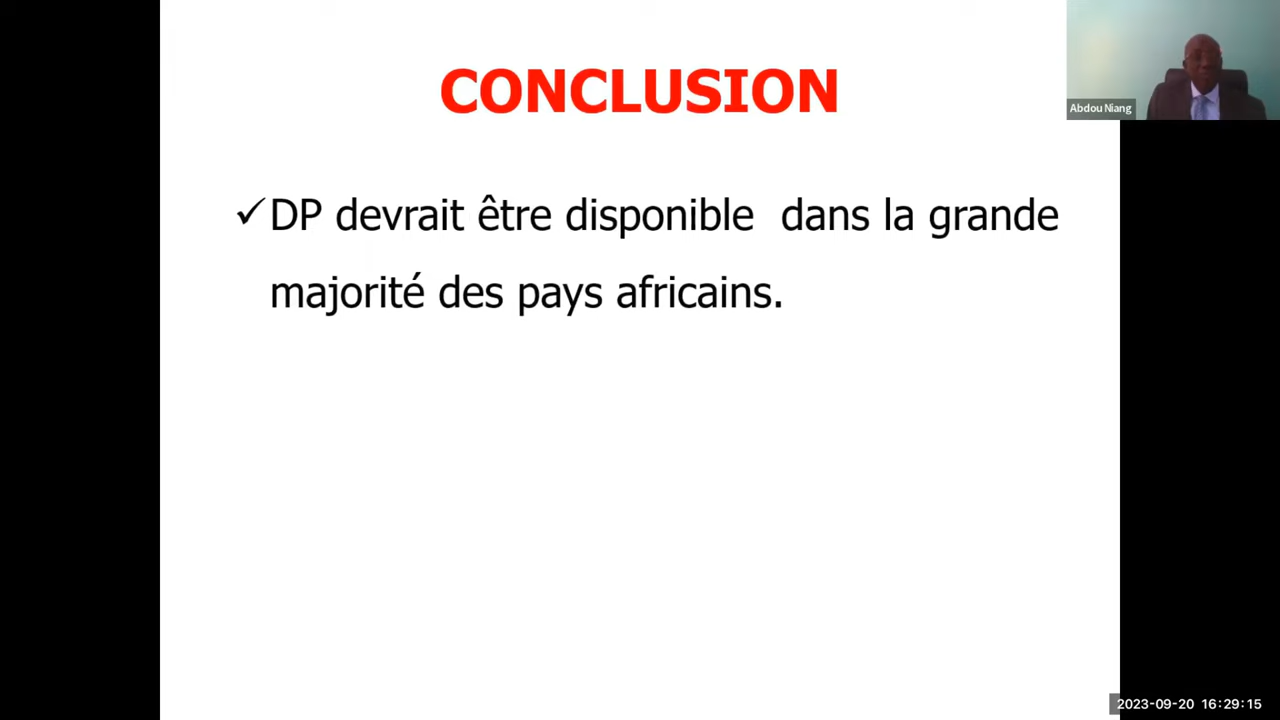 CONCLUSION
Abdou Niang
✓DP devrait être disponible dans la grande
majorité des pays africains.
2023-09-20 16:29:15